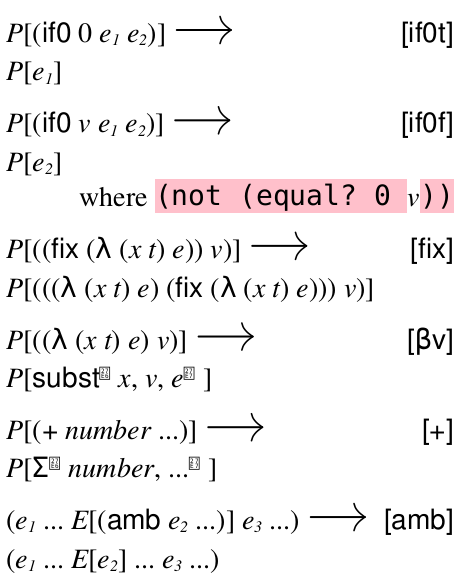 P[(if0 0 e₁ e₂)] ⟶ [if0t]
P[e₁]
P[(if0 v e₁ e₂)] ⟶ [if0f]
P[e₂]
where (not (equal? 0 v))
P[((fix (λ (x t) e)) v)] ⟶ [fix]
P[(((λ (x t) e) (fix (λ (x t) e))) v)]
P[((λ (x t) e) v)] ⟶ [βv]
P[subst x, v, e ]
P[(+ number ...)] ⟶ [+]
P[Σ number, ... ]
(e₁ ... E[(amb e₂ ...)] e₃ ...) ⟶ [amb]
(e₁ ... E[e₂] ... e₃ ...)